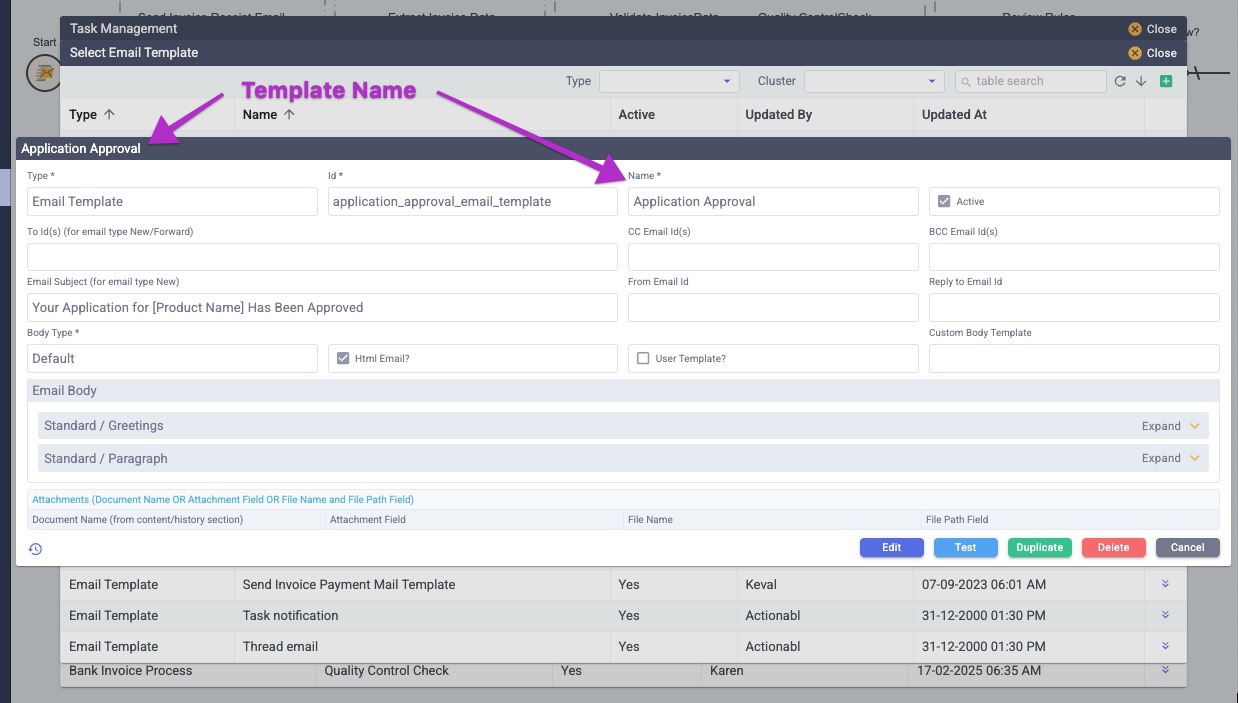 Send Invoice Receipt Email Extract Invoice Data Validate InvoiceData Quality ControlCheck Review Rules
Task Management Close
Start
Select Email Template Close
Type Cluster table search
Template Name
Type Name Active Updated By Updated At
Application Approval
Type * Id * Name *
Email Template application_approval_email_template Application Approval Active
To Id(s) (for email type New/Forward) CC Email Id(s) BCC Email Id(s)
Email Subject (for email type New) From Email Id Reply to Email Id
Your Application for [Product Name] Has Been Approved
Body Type * Custom Body Template
Default Html Email? User Template?
Email Body
Standard / Greetings Expand
Standard / Paragraph Expand
Attachments (Document Name OR Attachment Field OR File Name and File Path Field)
Document Name (from content/history section) Attachment Field File Name File Path Field
Edit Test Duplicate Delete Cancel
Email Template Send Invoice Payment Mail Template Yes Keval 07-09-2023 06:01 AM
Email Template Task notification Yes Actionabl 31-12-2000 01:30 PM
Email Template Thread email Yes Actionabl 31-12-2000 01:30 PM
Bank Invoice Process Quality Control Check Yes Karen 17-02-2025 06:35 AM